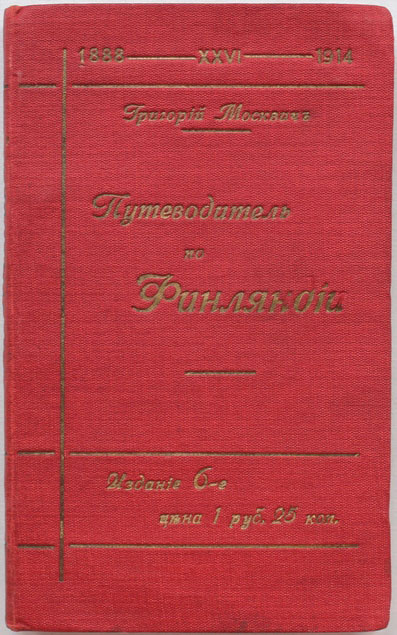 1888 XXVI 1914
Григорій Москвичъ
Путеводитель
по
Финляндіи
Изданіе 6-е
цѣна 1 руб. 25 коп.